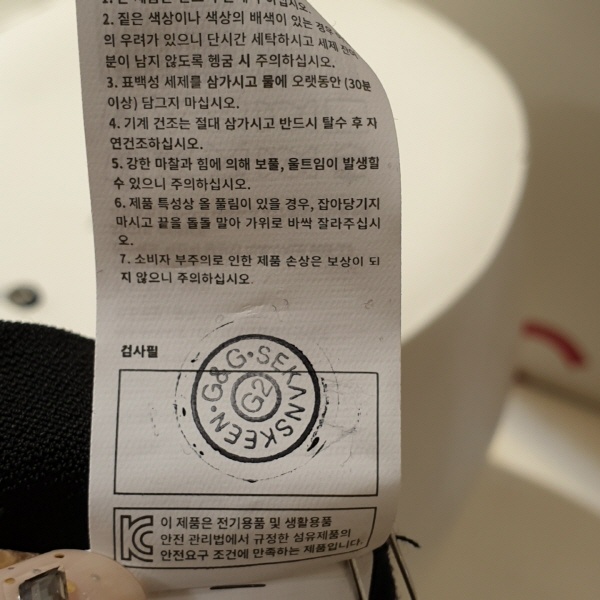 2. 짙은 색상이나 색상의 배색이 있는 경우
의 우려가 있으니 단시간 세탁하시고 세제 잔여
분이 남지 않도록 헹굼 시 주의하십시오.
3. 표백성 세제를 삼가시고 물에 오랫동안 (30분
이상) 담그지 마십시오.
4. 기계 건조는 절대 삼가시고 반드시 탈수 후 자
연건조하십시오.
5. 강한 마찰과 힘에 의해 보풀, 올트임이 발생할
수 있으니 주의하십시오.
6. 제품 특성상 올 풀림이 있을 경우, 잡아당기지
마시고 끝을 돌돌 말아 가위로 바싹 잘라주십시
오.
7. 소비자 부주의로 인한 제품 손상은 보상이 되
지 않으니 주의하십시오.
검사필
G&G·SEKANSKEEN·
G2
KC
이 제품은 전기용품 및 생활용품
안전 관리법에서 규정한 섬유제품의
안전요구 조건에 만족하는 제품입니다.